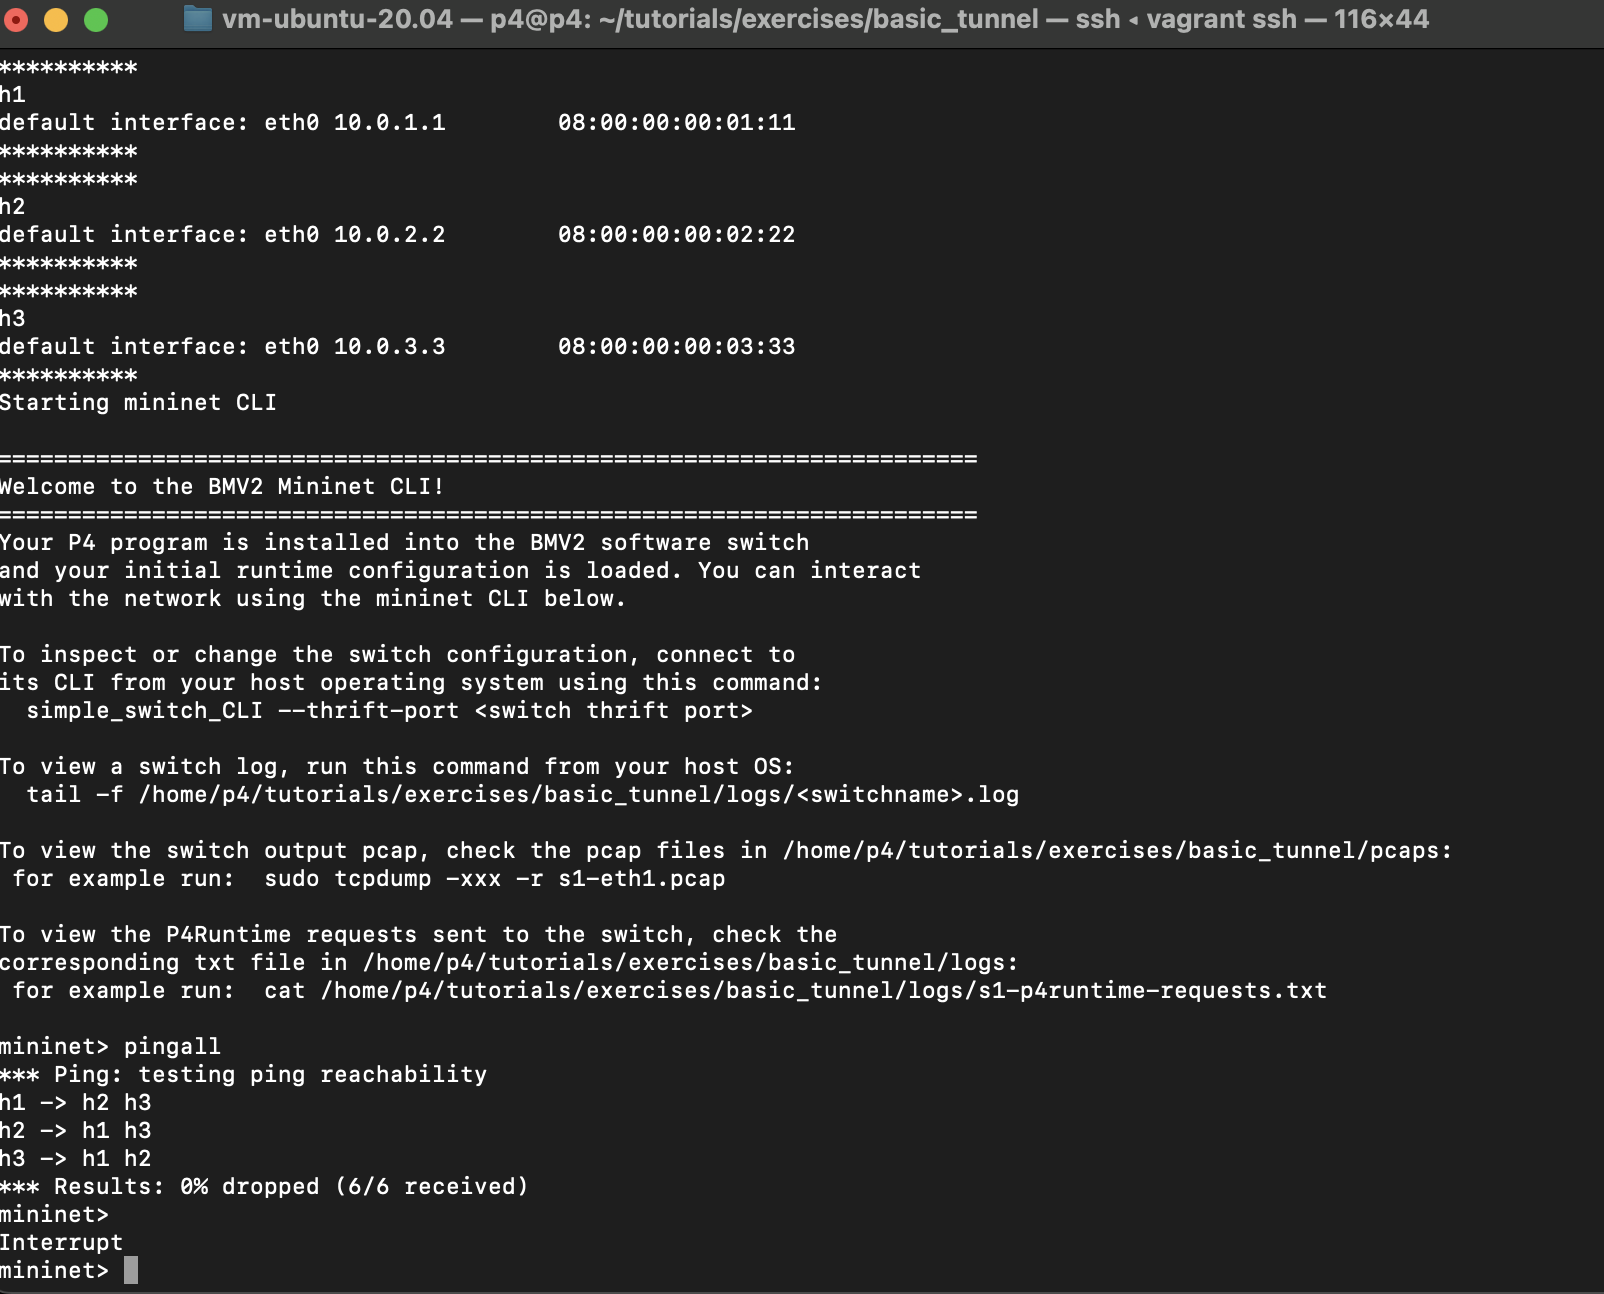 vm-ubuntu-20.04 — p4@p4: ~/tutorials/exercises/basic_tunnel — ssh ◂ vagrant ssh — 116×44
**********
h1
default interface: eth0 10.0.1.1        08:00:00:00:01:11
**********
**********
h2
default interface: eth0 10.0.2.2        08:00:00:00:02:22
**********
**********
h3
default interface: eth0 10.0.3.3        08:00:00:00:03:33
**********
Starting mininet CLI
======================================================================
Welcome to the BMV2 Mininet CLI!
======================================================================
Your P4 program is installed into the BMV2 software switch
and your initial runtime configuration is loaded. You can interact
with the network using the mininet CLI below.
To inspect or change the switch configuration, connect to
its CLI from your host operating system using this command:
  simple_switch_CLI --thrift-port <switch thrift port>
To view a switch log, run this command from your host OS:
  tail -f /home/p4/tutorials/exercises/basic_tunnel/logs/<switchname>.log
To view the switch output pcap, check the pcap files in /home/p4/tutorials/exercises/basic_tunnel/pcaps:
 for example run:  sudo tcpdump -xxx -r s1-eth1.pcap
To view the P4Runtime requests sent to the switch, check the
corresponding txt file in /home/p4/tutorials/exercises/basic_tunnel/logs:
 for example run:  cat /home/p4/tutorials/exercises/basic_tunnel/logs/s1-p4runtime-requests.txt
mininet> pingall
*** Ping: testing ping reachability
h1 -> h2 h3
h2 -> h1 h3
h3 -> h1 h2
*** Results: 0% dropped (6/6 received)
mininet>
Interrupt
mininet>